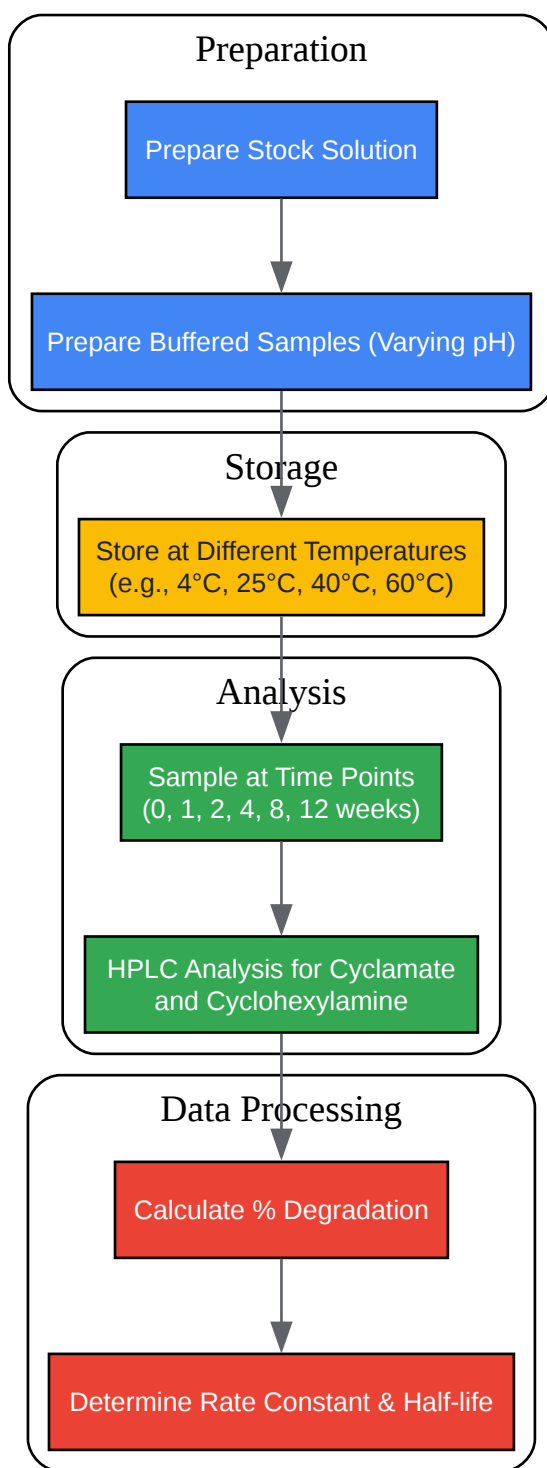 Preparation
Prepare Stock Solution
Prepare Buffered Samples (Varying pH)
Storage
Store at Different Temperatures
(e.g., 4°C, 25°C, 40°C, 60°C)
Analysis
Sample at Time Points
(0, 1, 2, 4, 8, 12 weeks)
HPLC Analysis for Cyclamate
and Cyclohexylamine
Data Processing
Calculate % Degradation
Determine Rate Constant & Half-life